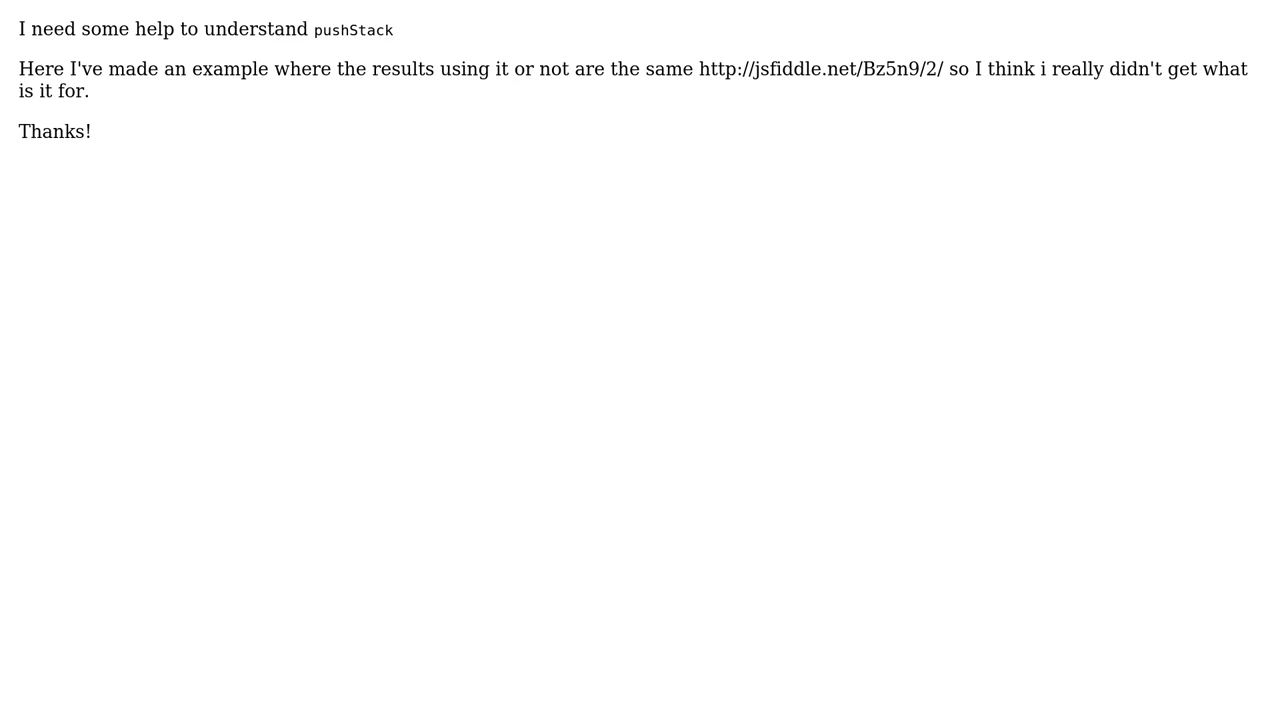 I need some help to understand pushStack
Here I've made an example where the results using it or not are the same http://jsfiddle.net/Bz5n9/2/ so I think i really didn't get what
is it for.
Thanks!